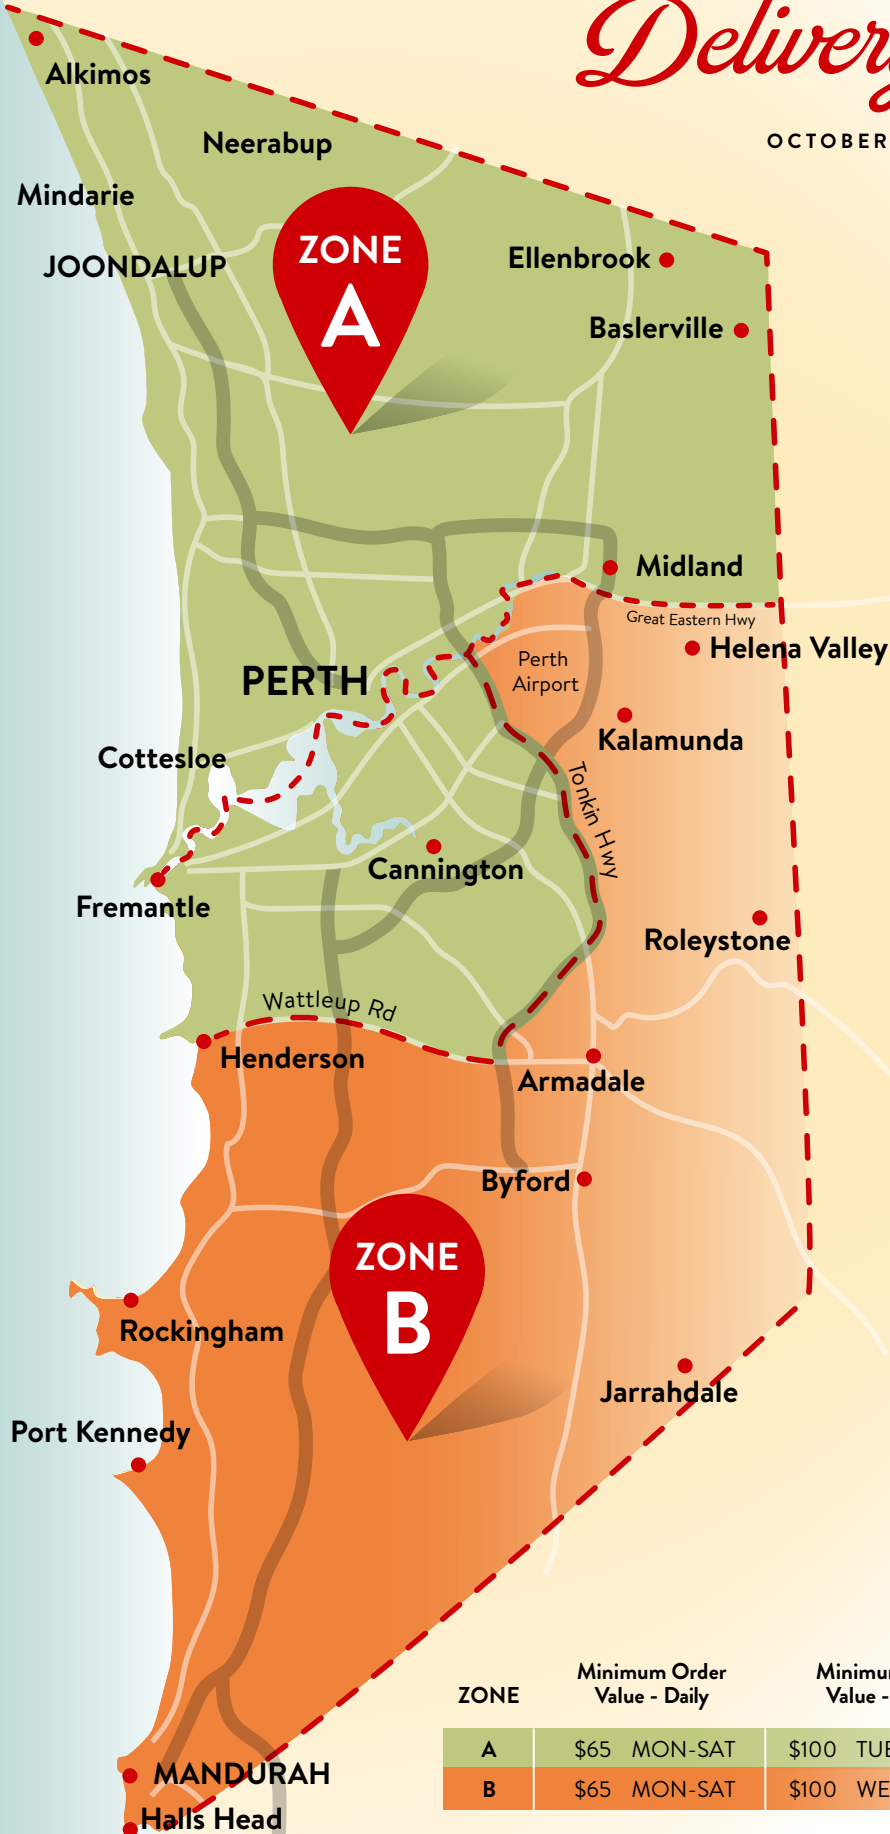 Delivery
OCTOBER
Alkimos
Neerabup
Mindarie
JOONDALUP
ZONE
A
Ellenbrook
Baslerville
Midland
Great Eastern Hwy
Helena Valley
PERTH
Perth
Airport
Kalamunda
Cottesloe
Tonkin Hwy
Cannington
Fremantle
Roleystone
Wattleup Rd
Henderson
Armadale
Byford
ZONE
B
Rockingham
Jarrahdale
Port Kennedy
ZONE
Minimum Order
Value - Daily
Value -
A $65 MON-SAT $100
B $65 MON-SAT $100
MANDURAH
Halls Head